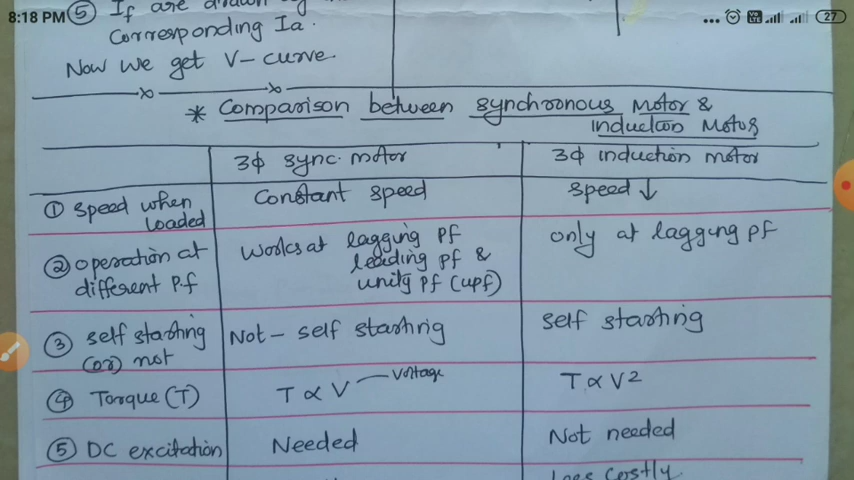 8:18 PM
27
⑤ If are drawn
corresponding Ia.
Now we get V-curve.
* Comparison between synchronous Motor &
Induction Motor
3Φ sync. motor
3Φ induction motor
① speed when loaded
Constant speed
speed ↓
② operation at different P.f
Works at lagging Pf
leading pf &
unity Pf (upf)
only at lagging pf
③ self starting (or) not
Not - self starting
self starting
④ Torque (T)
T ∝ V — Voltage
T ∝ V2
⑤ DC excitation
Needed
Not needed
Less costly